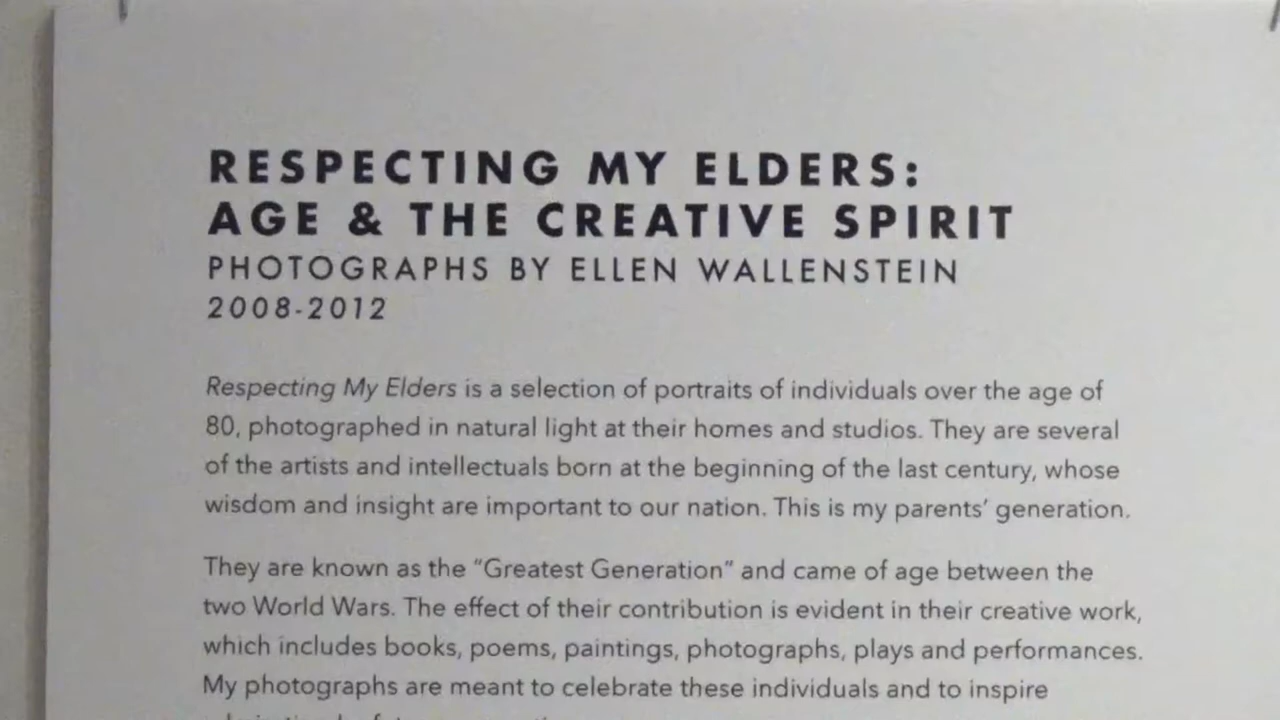 RESPECTING MY ELDERS:
AGE & THE CREATIVE SPIRIT
PHOTOGRAPHS BY ELLEN WALLENSTEIN
2008-2012
Respecting My Elders is a selection of portraits of individuals over the age of
80, photographed in natural light at their homes and studios. They are several
of the artists and intellectuals born at the beginning of the last century, whose
wisdom and insight are important to our nation. This is my parents’ generation.
They are known as the “Greatest Generation” and came of age between the
two World Wars. The effect of their contribution is evident in their creative work,
which includes books, poems, paintings, photographs, plays and performances.
My photographs are meant to celebrate these individuals and to inspire